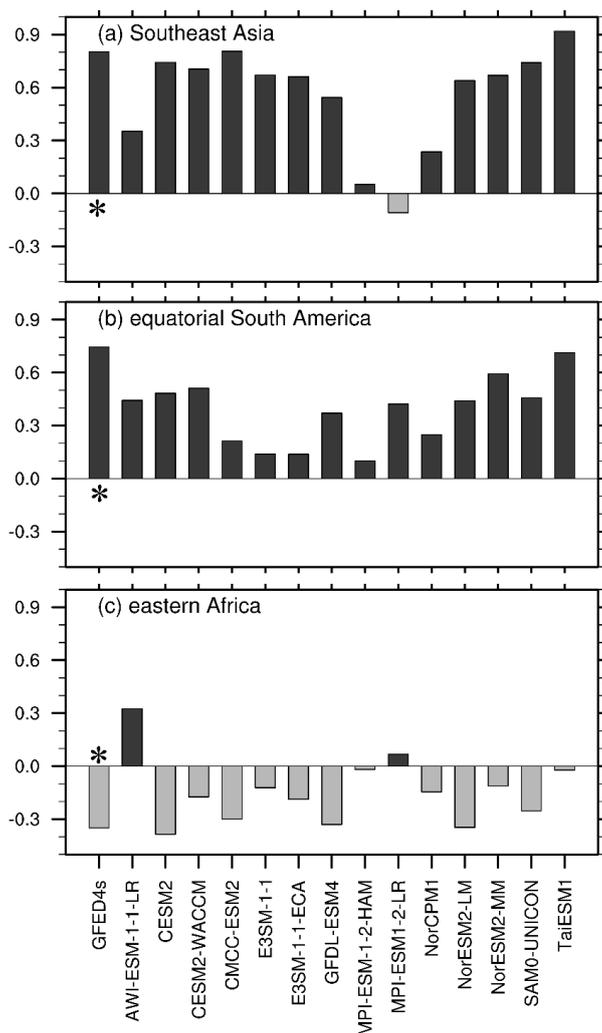 (a) Southeast Asia
0.9
0.6
0.3
0.0
-0.3
*
(b) equatorial South America
0.9
0.6
0.3
0.0
-0.3
*
(c) eastern Africa
0.9
0.6
0.3
0.0
-0.3
*
GFED4s
AWI-ESM-1-1-LR
CESM2
CESM2-WACCM
CMCC-ESM2
E3SM-1-1
E3SM-1-1-ECA
GFDL-ESM4
MPI-ESM-1-2-HAM
MPI-ESM1-2-LR
NorCPM1
NorESM2-LM
NorESM2-MM
SAM0-UNICON
TaiESM1